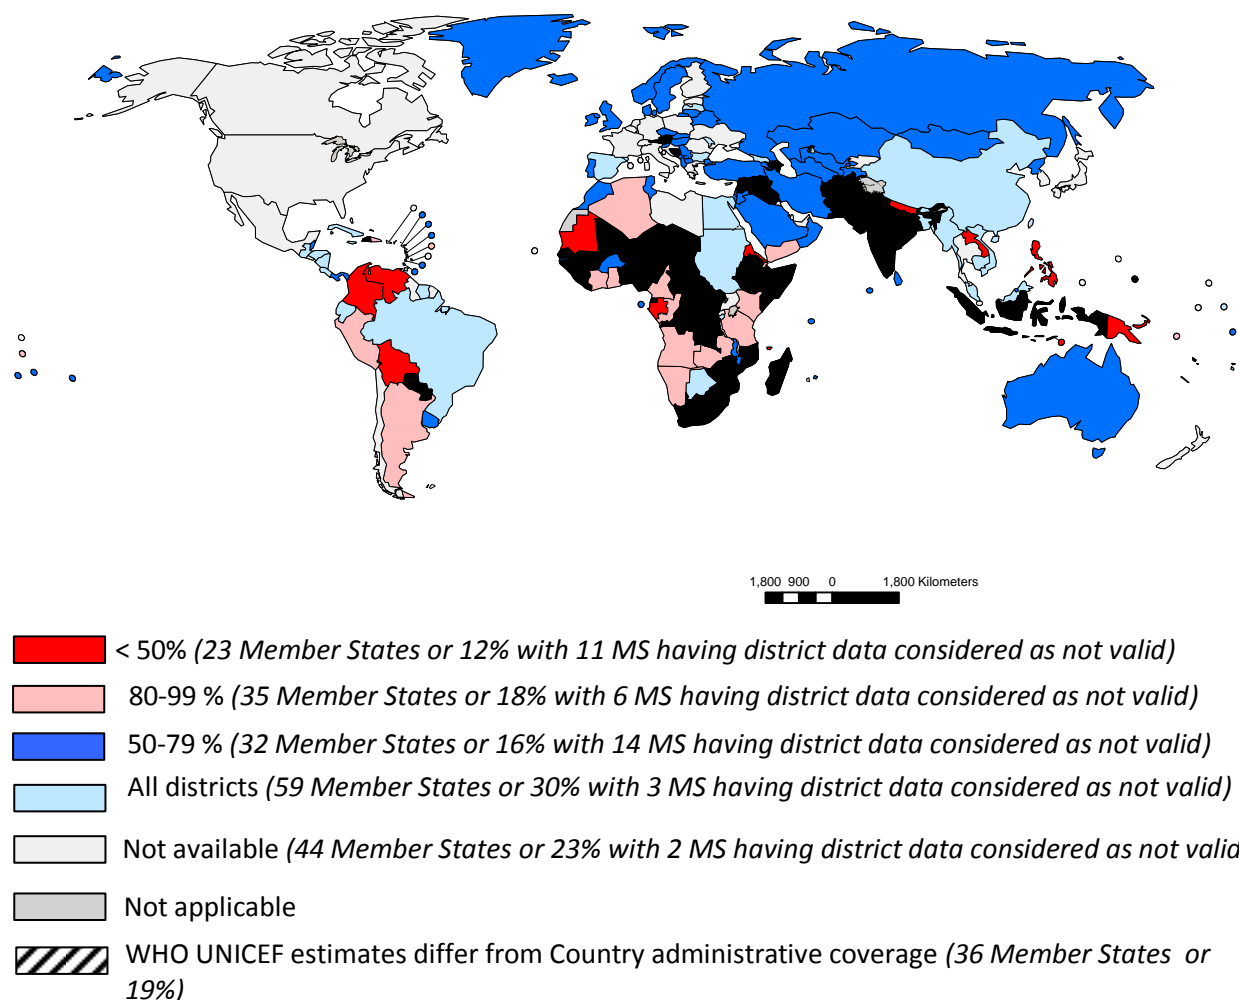 1,800 900 0 1,800 Kilometers
< 50% (23 Member States or 12% with 11 MS having district data considered as not valid)
80-99 % (35 Member States or 18% with 6 MS having district data considered as not valid)
50-79 % (32 Member States or 16% with 14 MS having district data considered as not valid)
All districts (59 Member States or 30% with 3 MS having district data considered as not valid)
Not available (44 Member States or 23% with 2 MS having district data considered as not valid
Not applicable
WHO UNICEF estimates differ from Country administrative coverage (36 Member States or
19%)